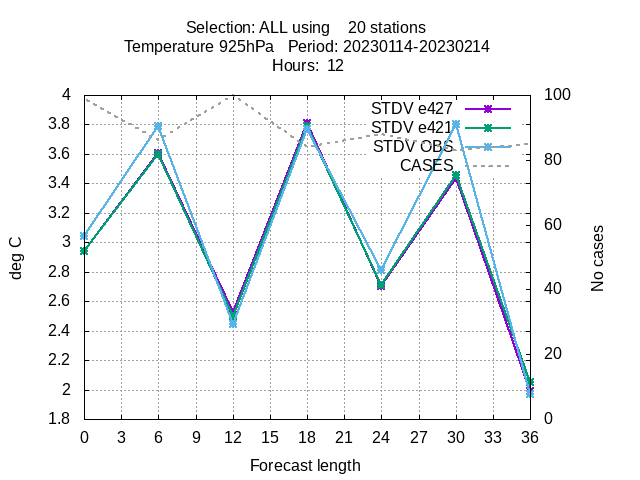 Selection: ALL using    20 stations
Temperature 925hPa   Period: 20230114-20230214
Hours:  12
4
3.8
3.6
3.4
3.2
3
2.8
2.6
2.4
2.2
2
1.8
deg C
STDV e427
STDV e421
STDV OBS
CASES
100
80
60
40
20
0
No cases
0 3 6 9 12 15 18 21 24 27 30 33 36
Forecast length